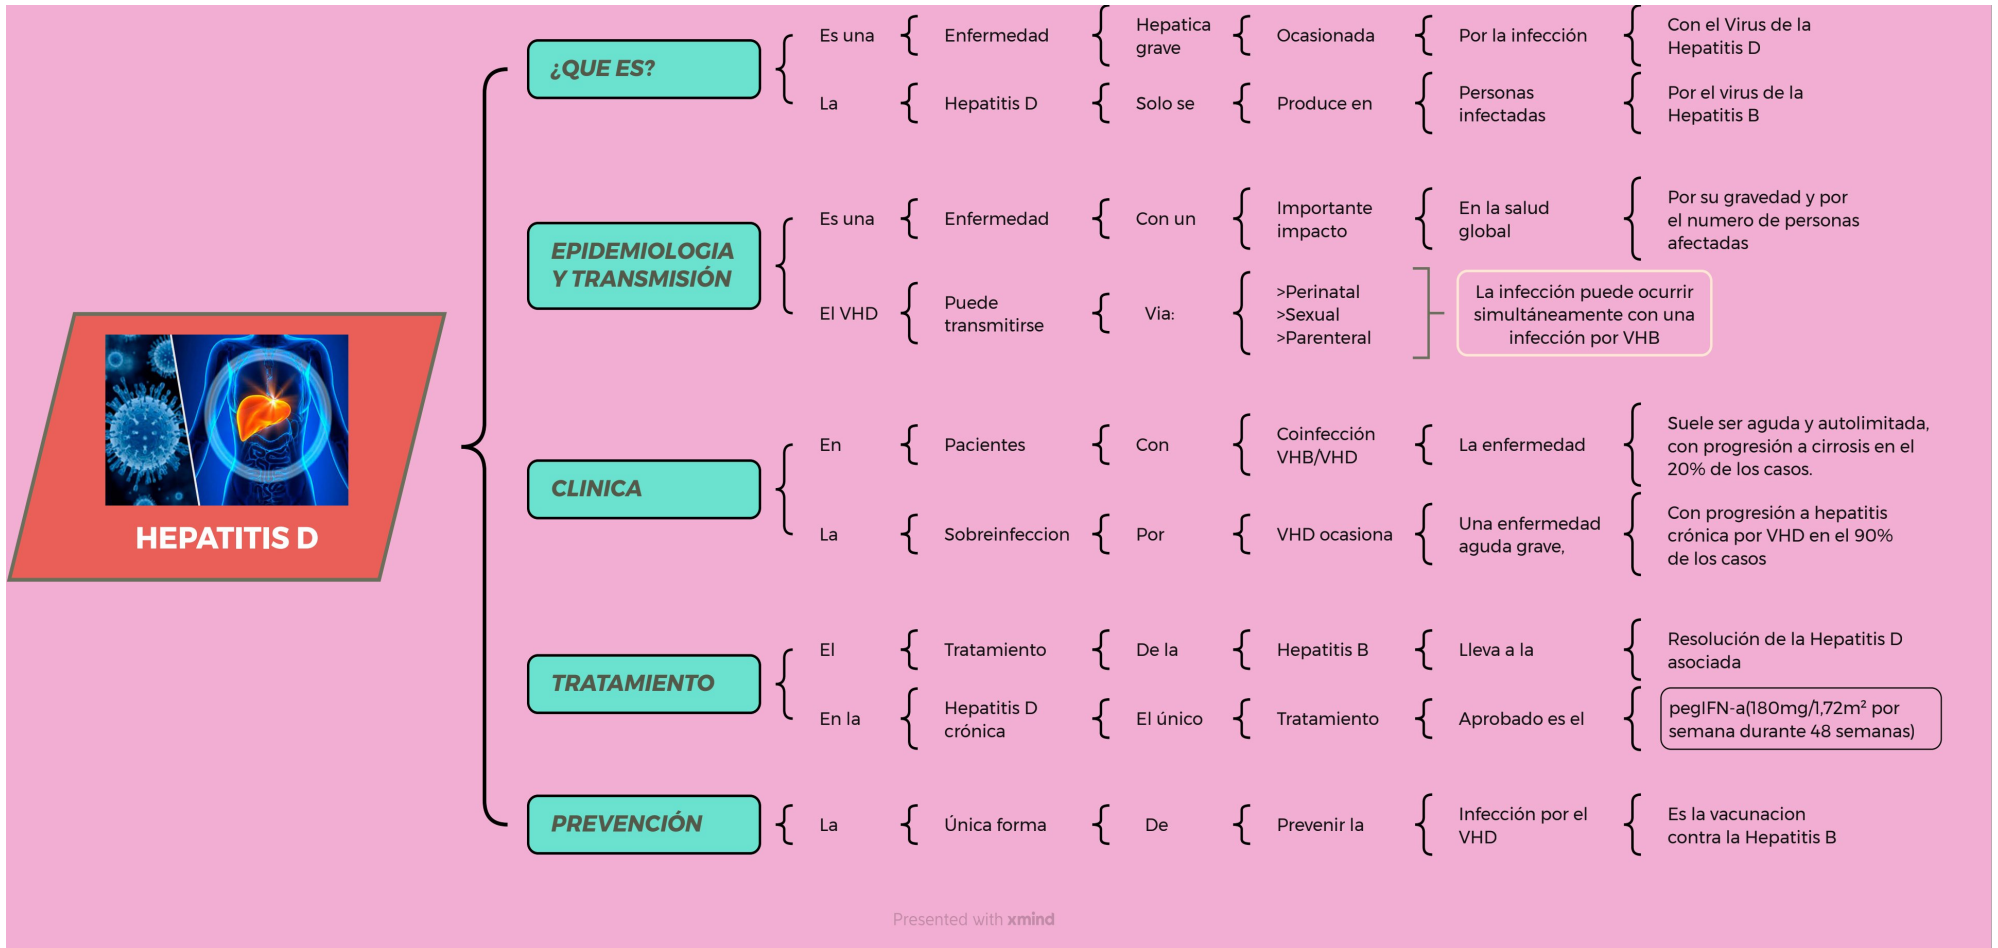 HEPATITIS D
¿QUE ES?
Es una
Enfermedad
Hepatica
grave
Ocasionada
Por la infección
Con el Virus de la
Hepatitis D
La
Hepatitis D
Solo se
Produce en
Personas
infectadas
Por el virus de la
Hepatitis B
EPIDEMIOLOGIA
Y TRANSMISIÓN
Es una
Enfermedad
Con un
Importante
impacto
En la salud
global
Por su gravedad y por
el numero de personas
afectadas
El VHD
Puede
transmitirse
Via:
>Perinatal
>Sexual
>Parenteral
La infección puede ocurrir
simultáneamente con una
infección por VHB
CLINICA
En
Pacientes
Con
Coinfección
VHB/VHD
La enfermedad
Suele ser aguda y autolimitada,
con progresión a cirrosis en el
20% de los casos.
La
Sobreinfeccion
Por
VHD ocasiona
Una enfermedad
aguda grave,
Con progresión a hepatitis
crónica por VHD en el 90%
de los casos
TRATAMIENTO
El
Tratamiento
De la
Hepatitis B
Lleva a la
Resolución de la Hepatitis D
asociada
En la
Hepatitis D
crónica
El único
Tratamiento
Aprobado es el
pegIFN-a(180mg/1,72m² por
semana durante 48 semanas)
PREVENCIÓN
La
Única forma
De
Prevenir la
Infección por el
VHD
Es la vacunacion
contra la Hepatitis B
Presented with xmind